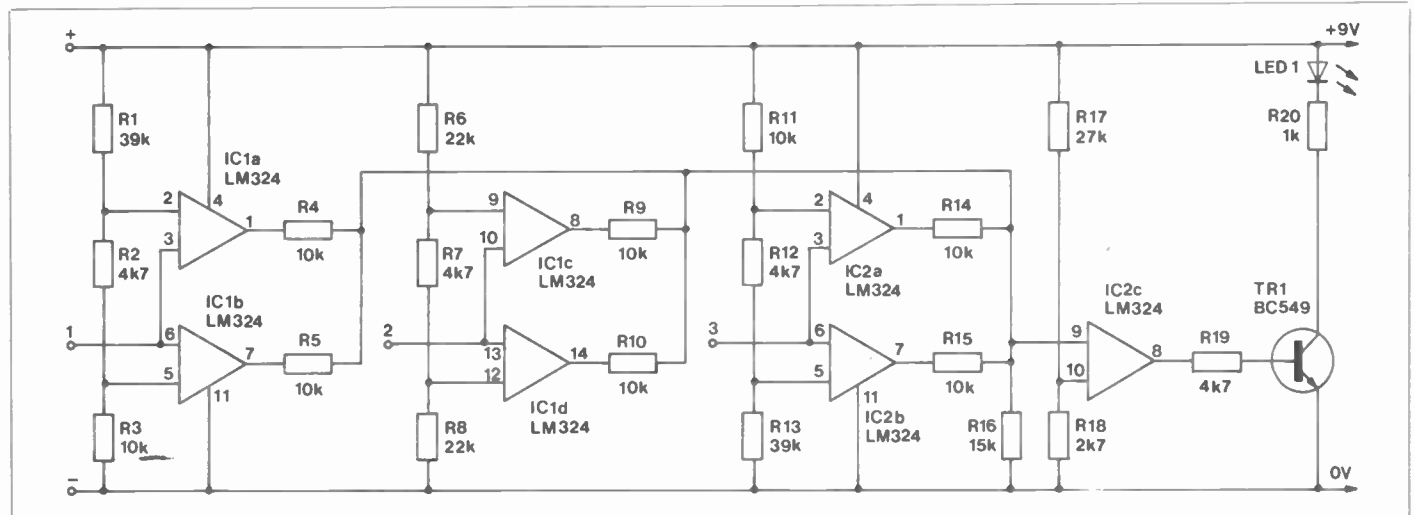 +
+9V
LED 1
R1
39k
R6
22k
R11
10k
R17
27k
R20
1k
IC1a
LM324
2
4
3
1
R4
10k
9
10
8
R9
10k
IC1c
LM324
2
4
3
1
R14
10k
IC2a
LM324
R2
4k7
R7
4k7
R12
4k7
IC1b
LM324
1
6
5
7
11
R5
10k
2
13
12
14
R10
10k
IC1d
LM324
3
6
5
7
11
R15
10k
IC2b
LM324
IC2c
LM324
9
10
8
R19
4k7
TR1
BC549
R3
10k
R8
22k
R13
39k
R16
15k
R18
2k7
–
0V